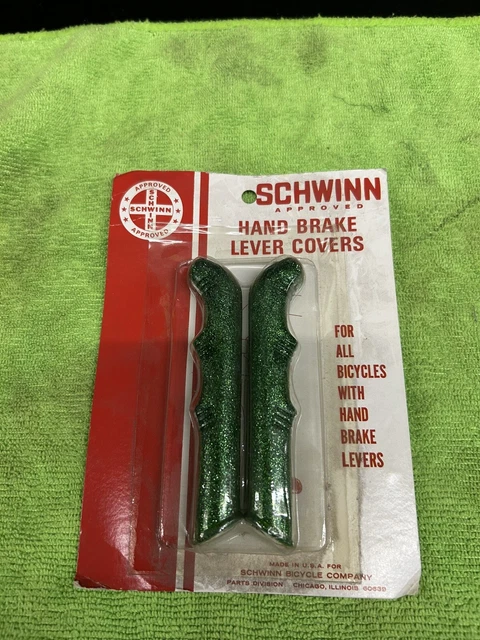 APPROVED
SCHWINN
SCHWINN
APPROVED
SCHWINN
APPROVED
HAND BRAKE
LEVER COVERS
FOR
ALL
BICYCLES
WITH
HAND
BRAKE
LEVERS
MADE IN U.S.A. FOR
SCHWINN BICYCLE COMPANY
PARTS DIVISION CHICAGO, ILLINOIS 60639